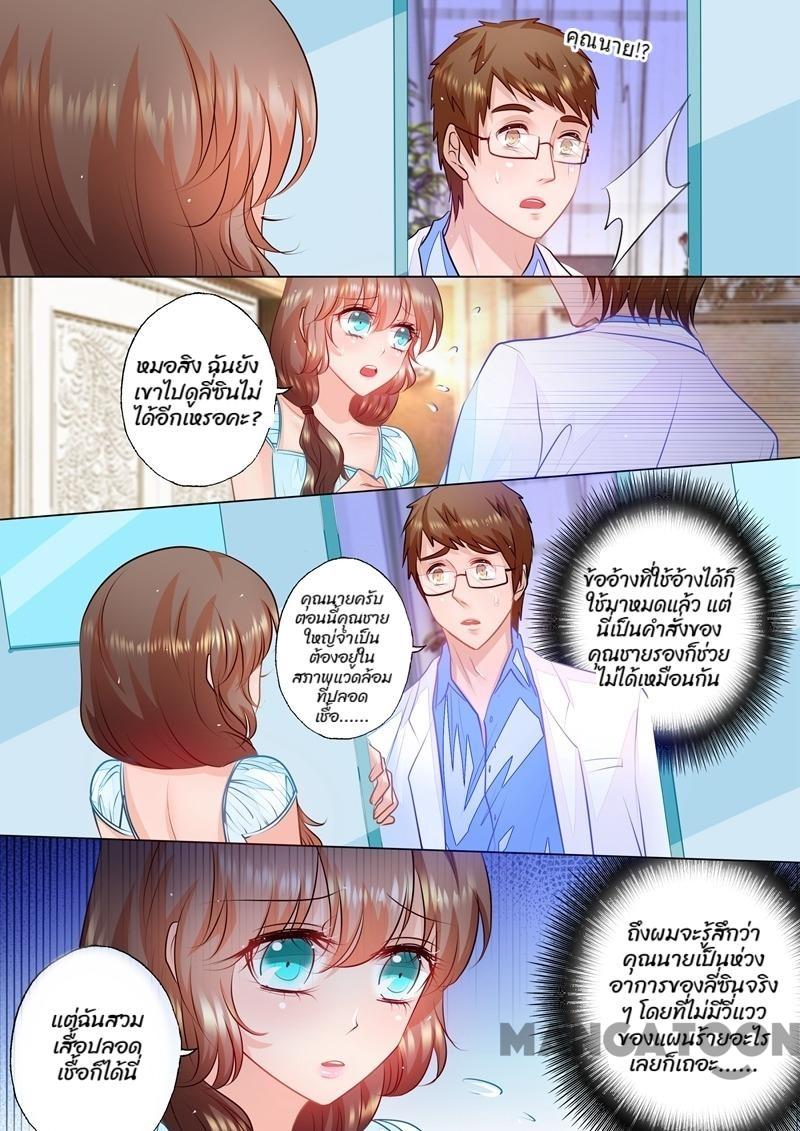 คุณนาย!?
หมอสิง ฉันยัง
เขาไปดูลี่ซินไม่
ได้อีกเหรอคะ?
ข้ออ้างที่ใช้อ้างได้ก็
ใช้มาหมดแล้ว แต่
นี่เป็นคำสั่งของ
คุณชายรองก็ช่วย
ไม่ได้เหมือนกัน
คุณนายครับ
ตอนนี้คุณชาย
ใหญ่จำเป็น
ต้องอยู่ใน
สภาพแวดล้อม
ที่ปลอด
เชื้อ......
ถึงผมจะรู้สึกว่า
คุณนายเป็นห่วง
อาการของลี่ซินจริง
ๆ โดยที่ไม่มีวี่แวว
ของแผนร้ายอะไร
เลยก็เถอะ......
แต่ฉันสวม
เสื้อปลอด
เชื้อก็ได้นี่
MANGATOON